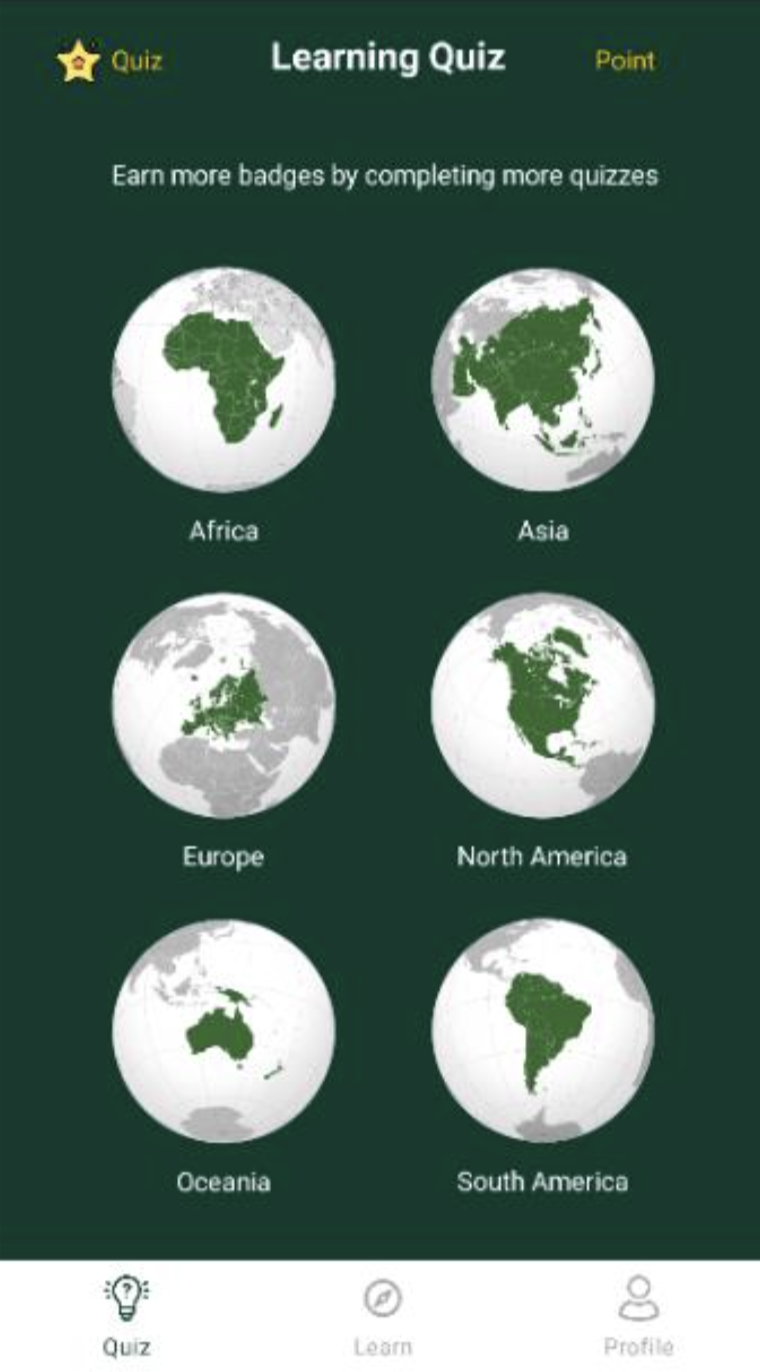 Quiz Learning Quiz Point
Earn more badges by completing more quizzes
Africa Asia
Europe North America
Oceania South America
Quiz Learn Profile